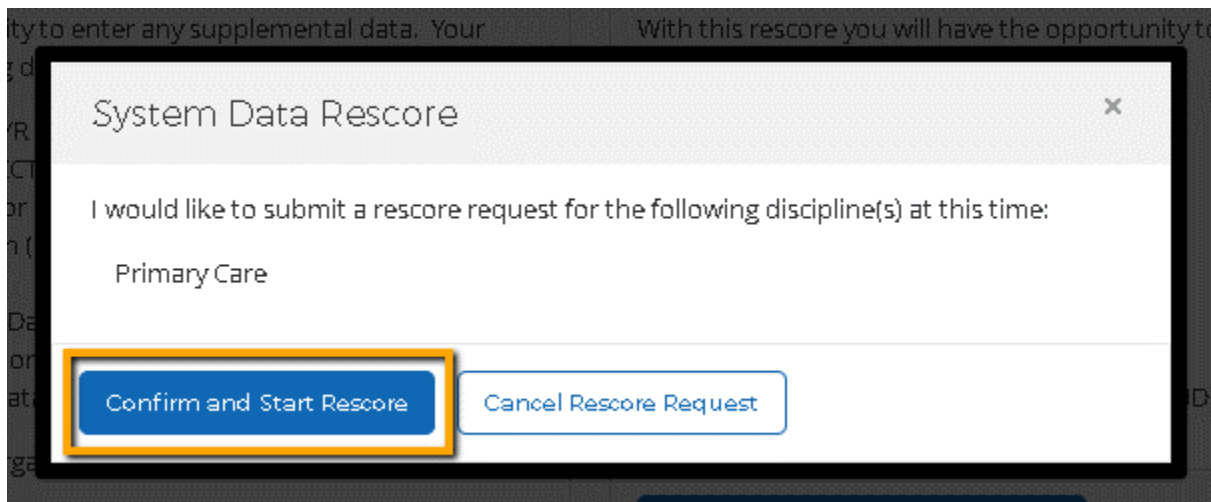 ity to enter any supplemental data. Your
With this rescore you will have the opportunity to
System Data Rescore
I would like to submit a rescore request for the following discipline(s) at this time:
Primary Care
Confirm and Start Rescore
Cancel Rescore Request